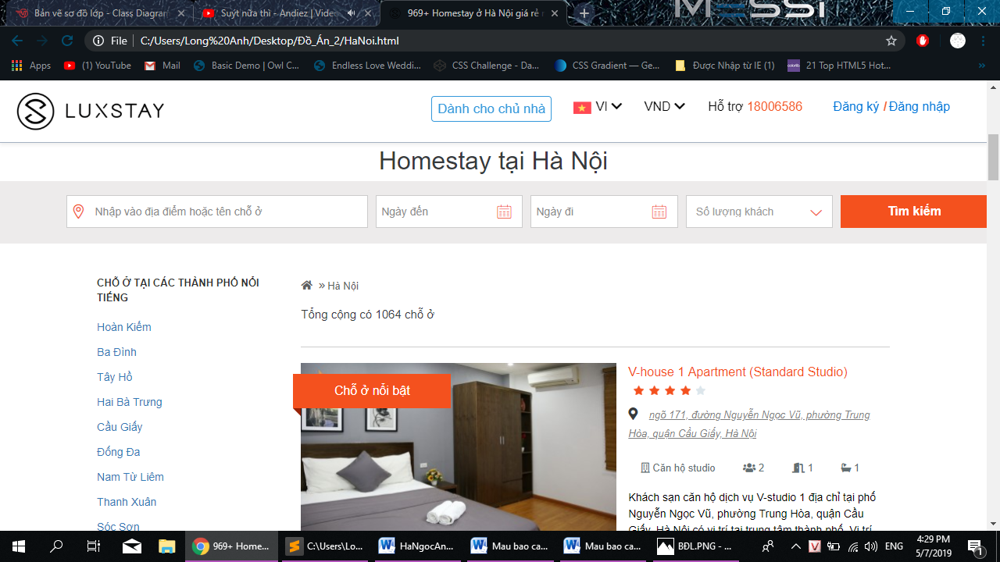 MESSI
Bản vẽ sơ đồ lớp - Class Diagram
Suýt nữa thì - Andiez | Video
969+ Homestay ở Hà Nội giá rẻ
File
C:/Users/Long%20Anh/Desktop/Đồ_Án_2/HaNoi.html
Apps
(1) YouTube
Mail
Basic Demo | Owl C...
Endless Love Weddi...
CSS Challenge - Da...
CSS Gradient — Ge...
Được Nhập từ IE (1)
21 Top HTML5 Hot...
»
LUXSTAY
Dành cho chủ nhà
VI
VND
Hỗ trợ 18006586
Đăng ký /Đăng nhập
Homestay tại Hà Nội
Nhập vào địa điểm hoặc tên chỗ ở
Ngày đến
Ngày đi
Số lượng khách
Tìm kiếm
CHỖ Ở TẠI CÁC THÀNH PHỐ NỔI
TIẾNG
Hoàn Kiếm
Ba Đình
Tây Hồ
Hai Bà Trưng
Cầu Giấy
Đống Đa
Nam Từ Liêm
Thanh Xuân
Sóc Sơn
» Hà Nội
Tổng cộng có 1064 chỗ ở
Chỗ ở nổi bật
V-house 1 Apartment (Standard Studio)
ngõ 171, đường Nguyễn Ngọc Vũ, phường Trung
Hòa, quận Cầu Giấy, Hà Nội
Căn hộ studio
2
1
1
Khách sạn căn hộ dịch vụ V-studio 1 địa chỉ tại phố
Nguyễn Ngọc Vũ, phường Trung Hòa, quận Cầu
Giấy, Hà Nội có vị trí tại trung tâm thành phố. Vị trí
969+ Home...
C:\Users\Lo...
HaNgocAn...
Mau bao ca...
Mau bao ca...
BĐL.PNG - ...
V
ENG
4:29 PM
5/7/2019
1